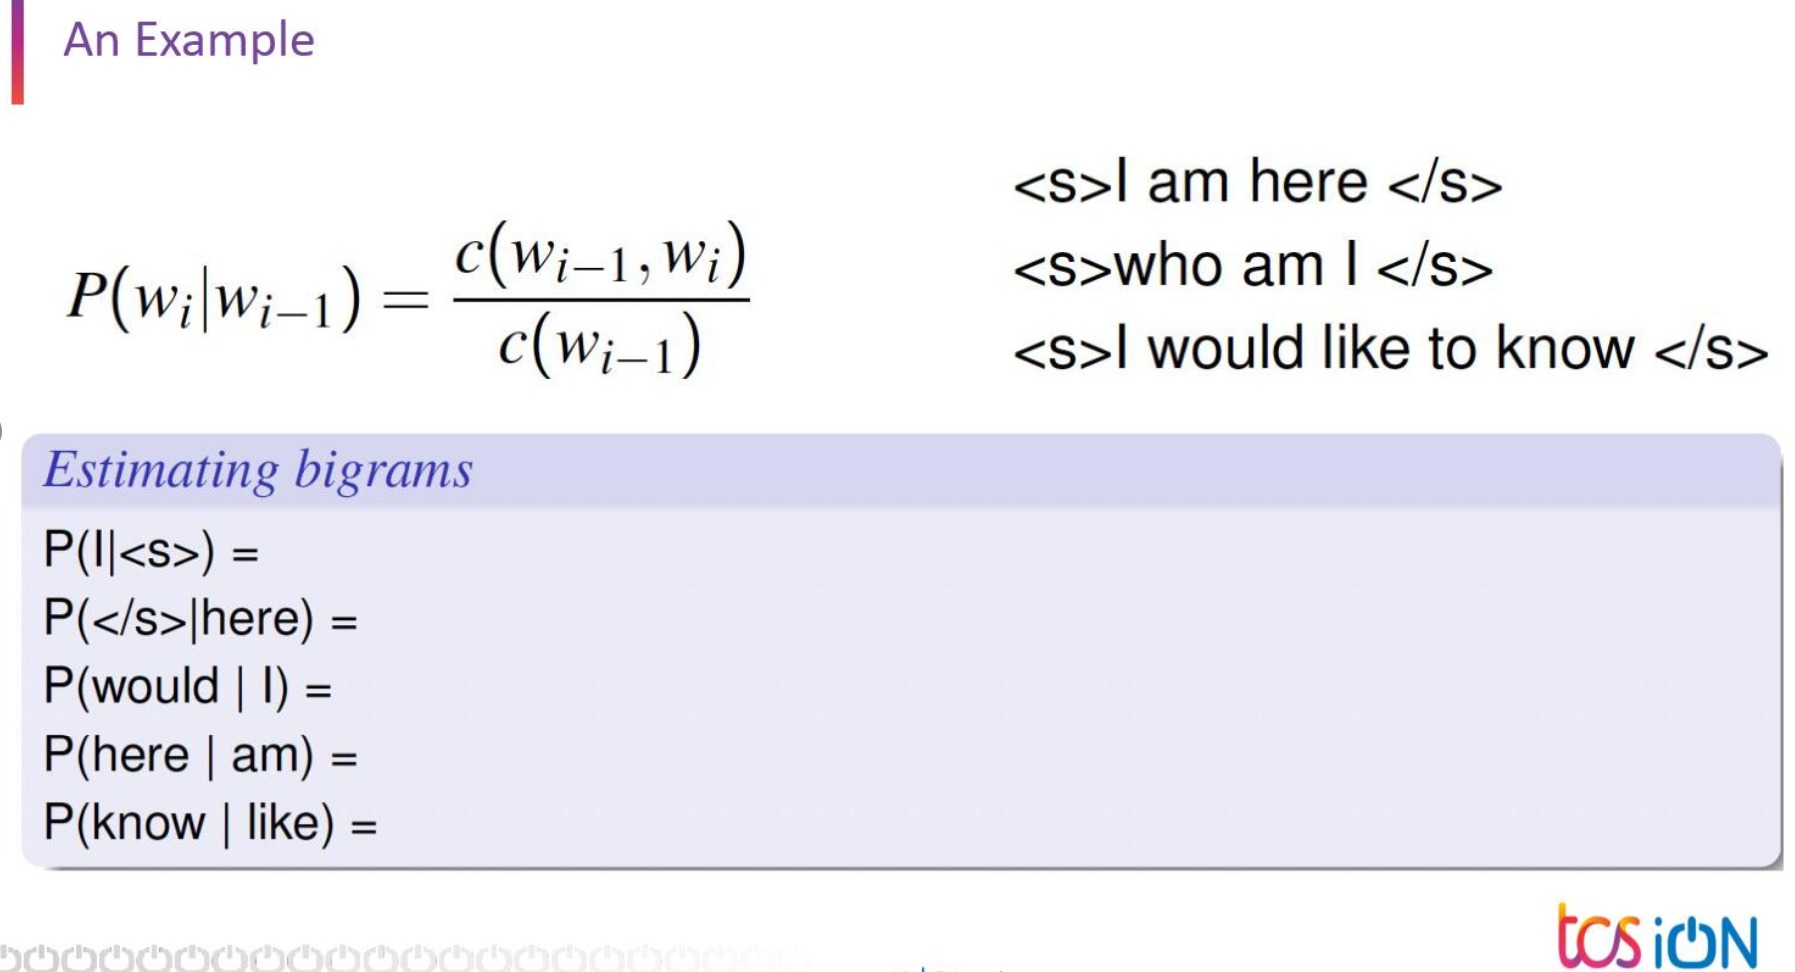 An Example
P(w_i|w_{i-1}) = c(w_{i-1}, w_i) / c(w_{i-1})
<s>I am here </s>
<s>who am I </s>
<s>I would like to know </s>
Estimating bigrams
P(I|<s>) =
P(</s>|here) =
P(would | I) =
P(here | am) =
P(know | like) =
tcs iON